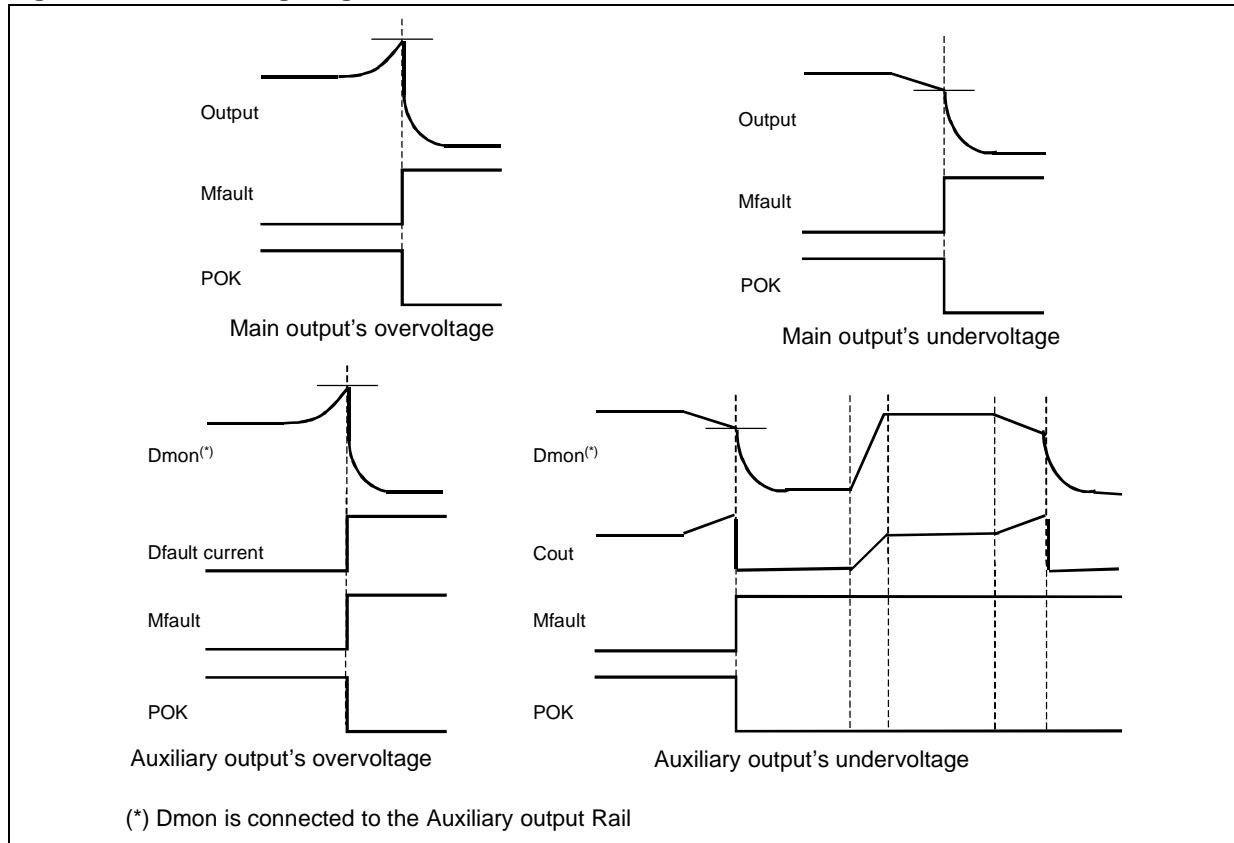 Output
Mfault
POK
Main output's overvoltage
Output
Mfault
POK
Main output's undervoltage
Dmon(*)
Dfault current
Mfault
POK
Auxiliary output's overvoltage
Dmon(*)
Cout
Mfault
POK
Auxiliary output's undervoltage
(*) Dmon is connected to the Auxiliary output Rail